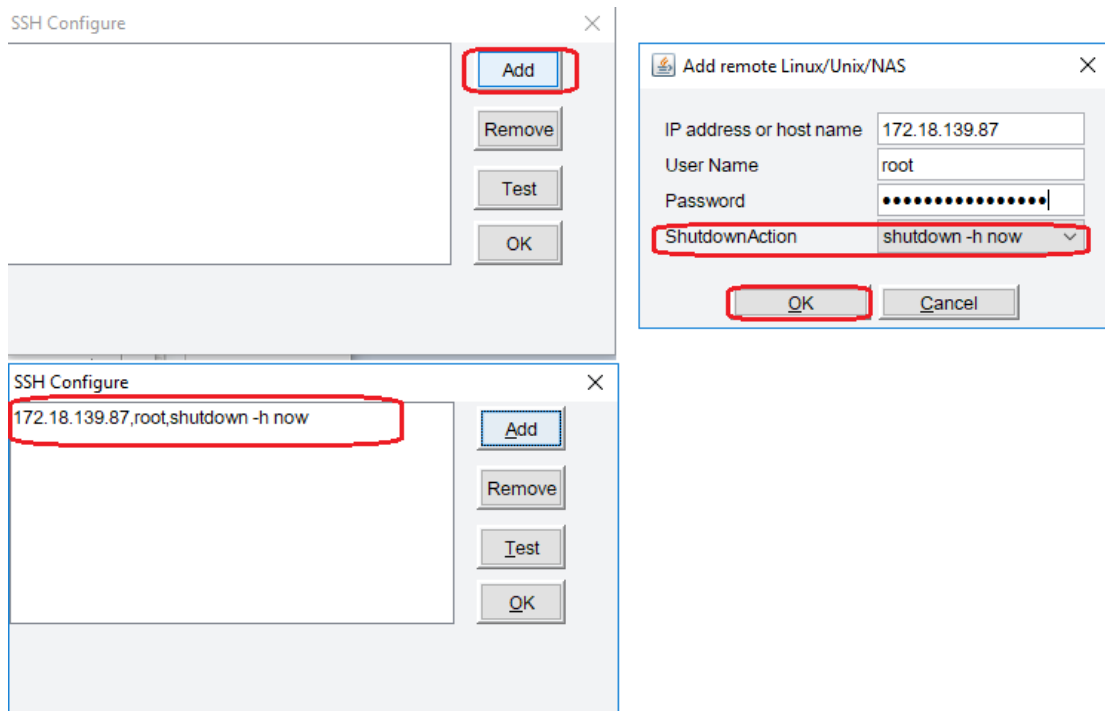 SSH Configure
Add
Remove
Test
OK
Add remote Linux/Unix/NAS
IP address or host name 172.18.139.87
User Name root
Password ••••••••••••••••
ShutdownAction shutdown -h now
OK Cancel
SSH Configure
172.18.139.87,root,shutdown -h now
Add
Remove
Test
OK